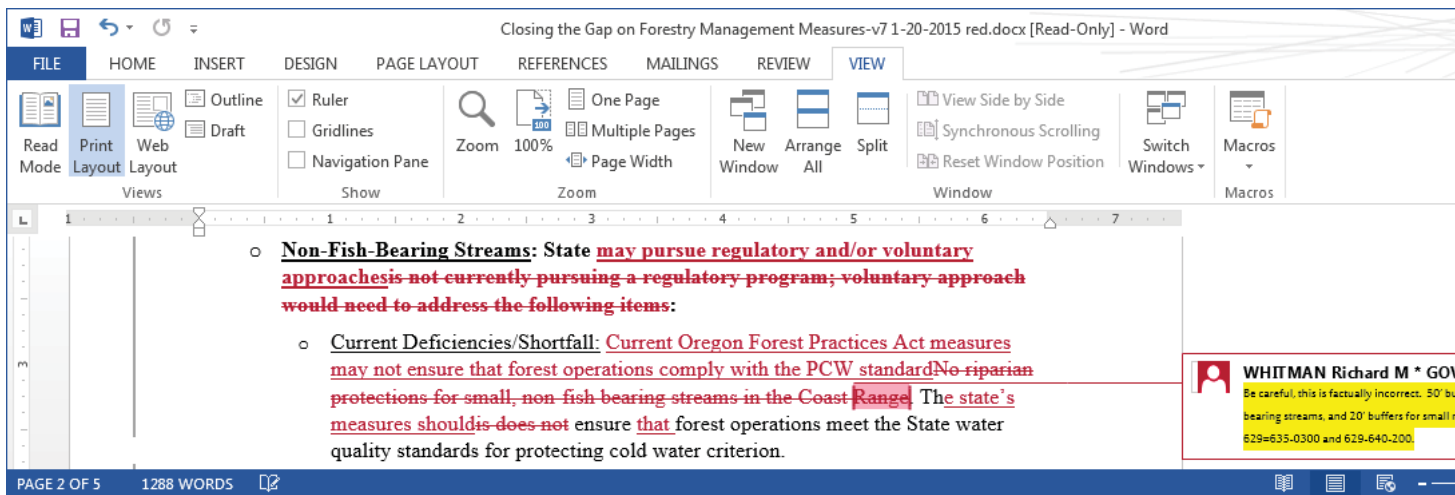 Closing the Gap on Forestry Management Measures-v7 1-20-2015 red.docx [Read-Only] - Word
FILE HOME INSERT DESIGN PAGE LAYOUT REFERENCES MAILINGS REVIEW VIEW
Outline Ruler One Page View Side by Side
Draft Gridlines Multiple Pages Synchronous Scrolling
Read Print Web Zoom 100% New Arrange Split Switch Macros
Mode Layout Layout Navigation Pane Page Width Window All Reset Window Position Windows
Views Show Zoom Window Macros
1 1 2 3 4 5 6 7
o Non-Fish-Bearing Streams: State may pursue regulatory and/or voluntary
approachesis not currently pursuing a regulatory program; voluntary approach
would need to address the following items:
o Current Deficiencies/Shortfall: Current Oregon Forest Practices Act measures
3
may not ensure that forest operations comply with the PCW standardNo riparian
protections for small, non-fish bearing streams in the Coast Range. The state's
measures shouldis does not ensure that forest operations meet the State water
quality standards for protecting cold water criterion.
WHITMAN Richard M * GOV
Be careful, this is factually incorrect. 50' bu
bearing streams, and 20' buffers for small
629=635-0300 and 629-640-200.
PAGE 2 OF 5 1288 WORDS